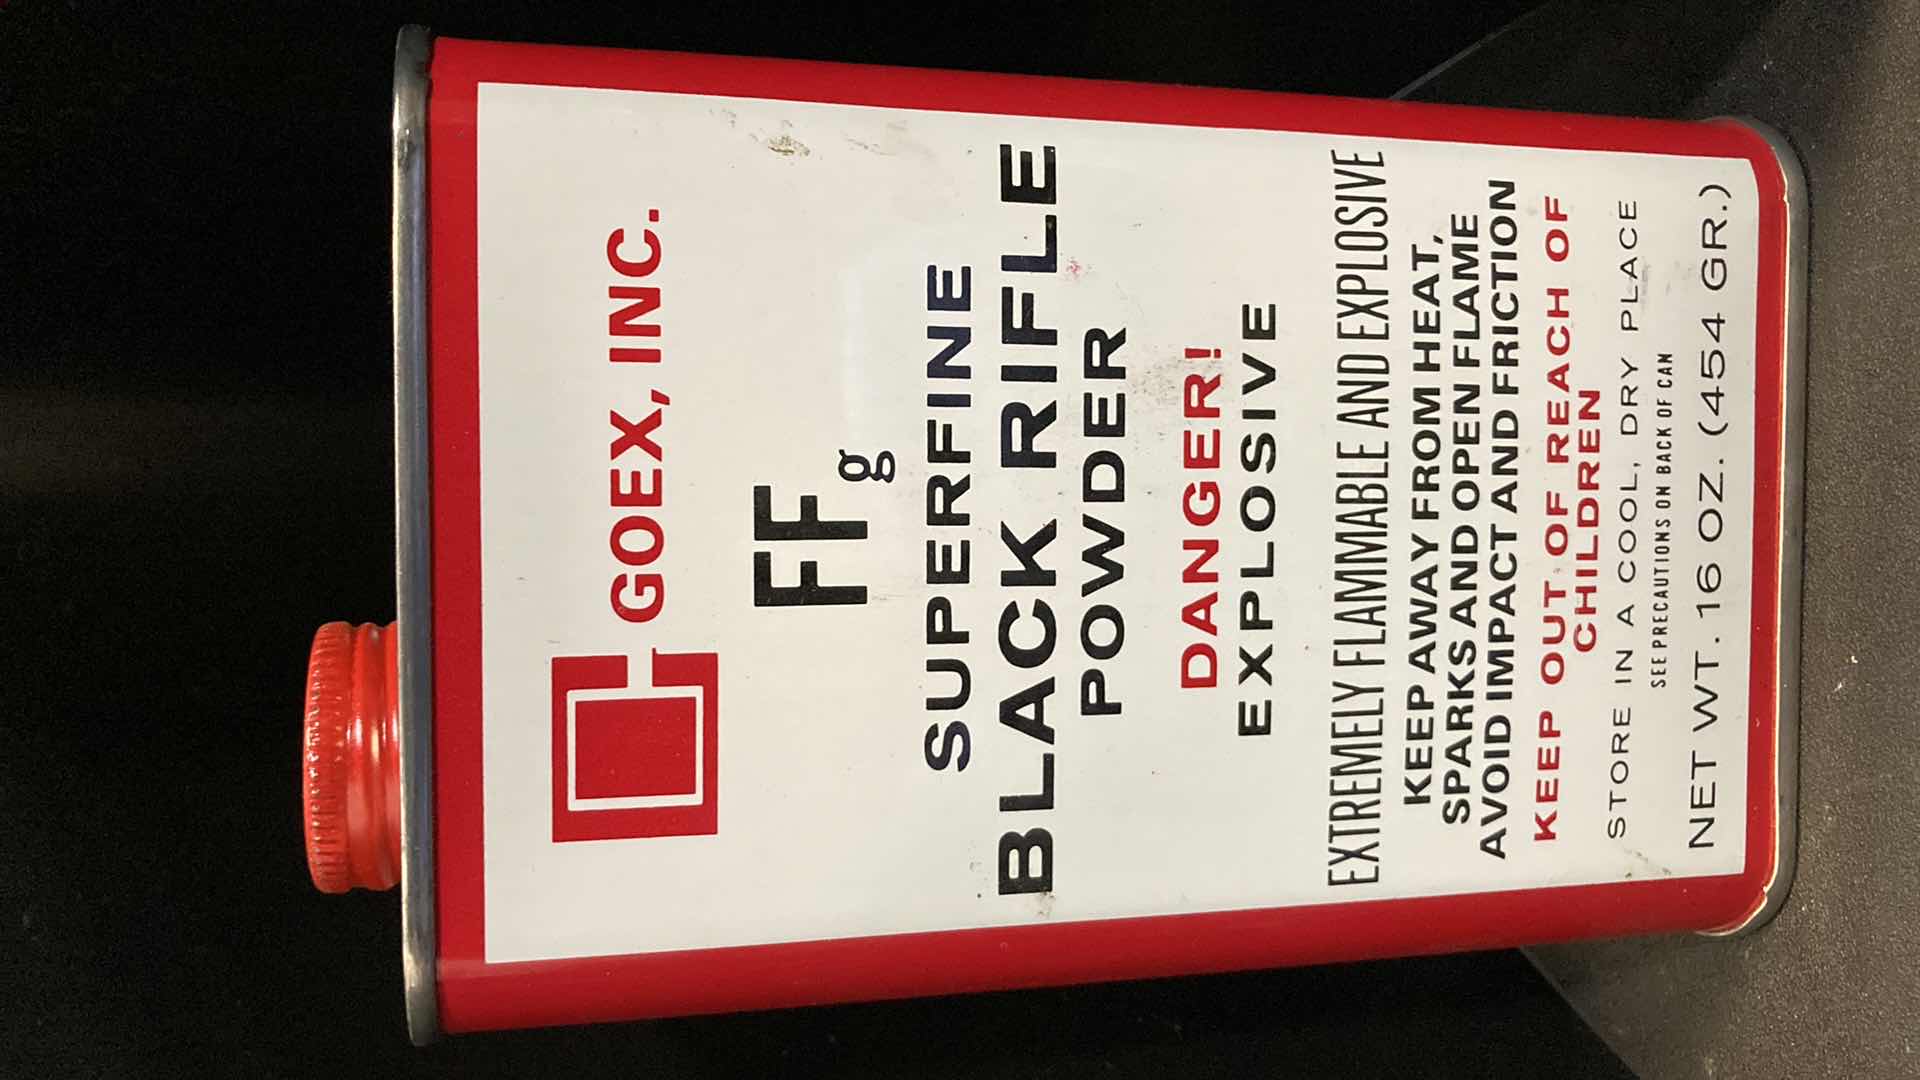 GOEX, INC.
FFg
SUPERFINE
BLACK RIFLE
POWDER
DANGER!
EXPLOSIVE
EXTREMELY FLAMMABLE AND EXPLOSIVE
KEEP AWAY FROM HEAT,
SPARKS AND OPEN FLAME
AVOID IMPACT AND FRICTION
KEEP OUT OF REACH OF
CHILDREN
STORE IN A COOL, DRY PLACE
SEE PRECAUTIONS ON BACK OF CAN
NET WT. 16 OZ. (454 GR.)